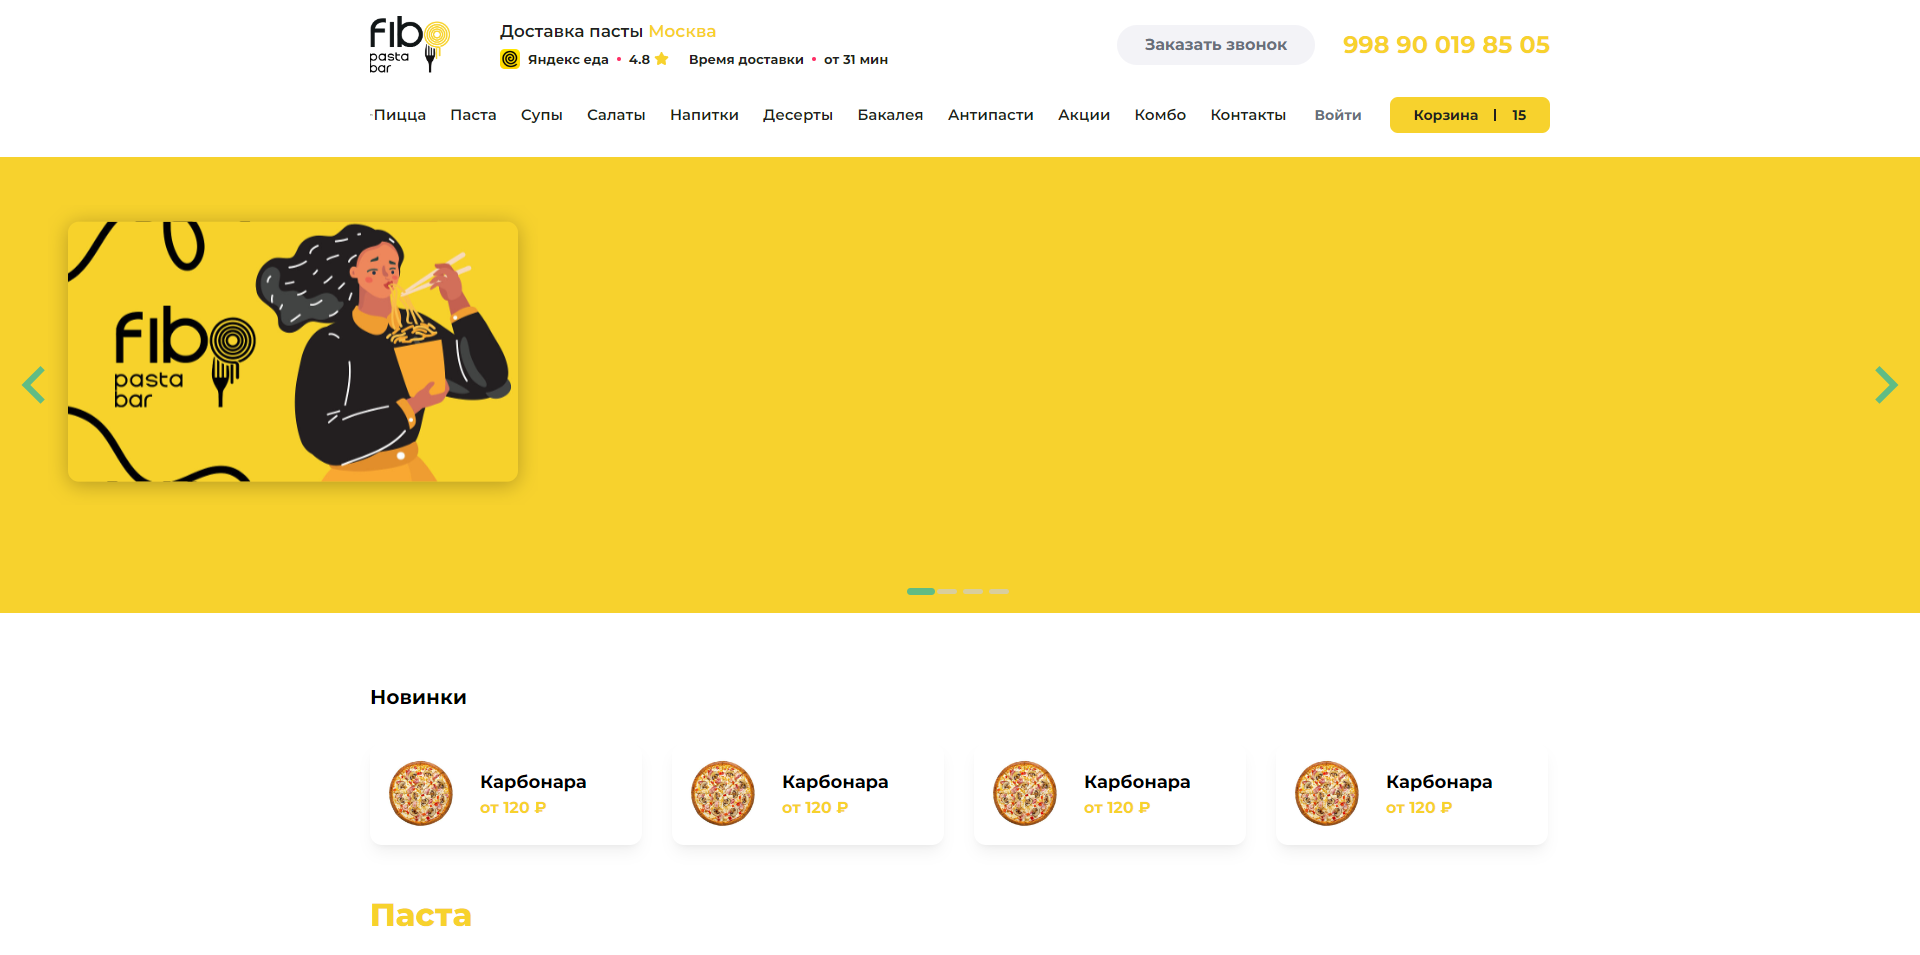 fibo
pasta
bar
Доставка пасты Москва
Яндекс еда • 4.8 Время доставки • от 31 мин
Заказать звонок
998 90 019 85 05
Пицца Паста Супы Салаты Напитки Десерты Бакалея Антипасти Акции Комбо Контакты Войти Корзина | 15
fibo
pasta
bar
Новинки
Карбонара
от 120 ₽
Карбонара
от 120 ₽
Карбонара
от 120 ₽
Карбонара
от 120 ₽
Паста